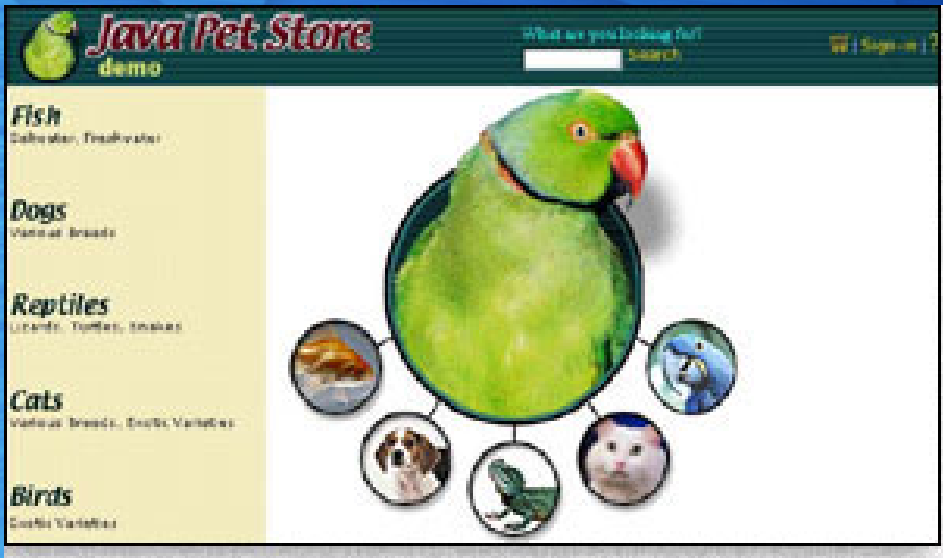 Java Pet Store
demo
What are you looking for?
Search
| Sign-in | ?
Fish
Saltwater, Freshwater
Dogs
Various Breeds
Reptiles
Lizards, Turtles, Snakes
Cats
Various Breeds, Exotic Varieties
Birds
Exotic Varieties